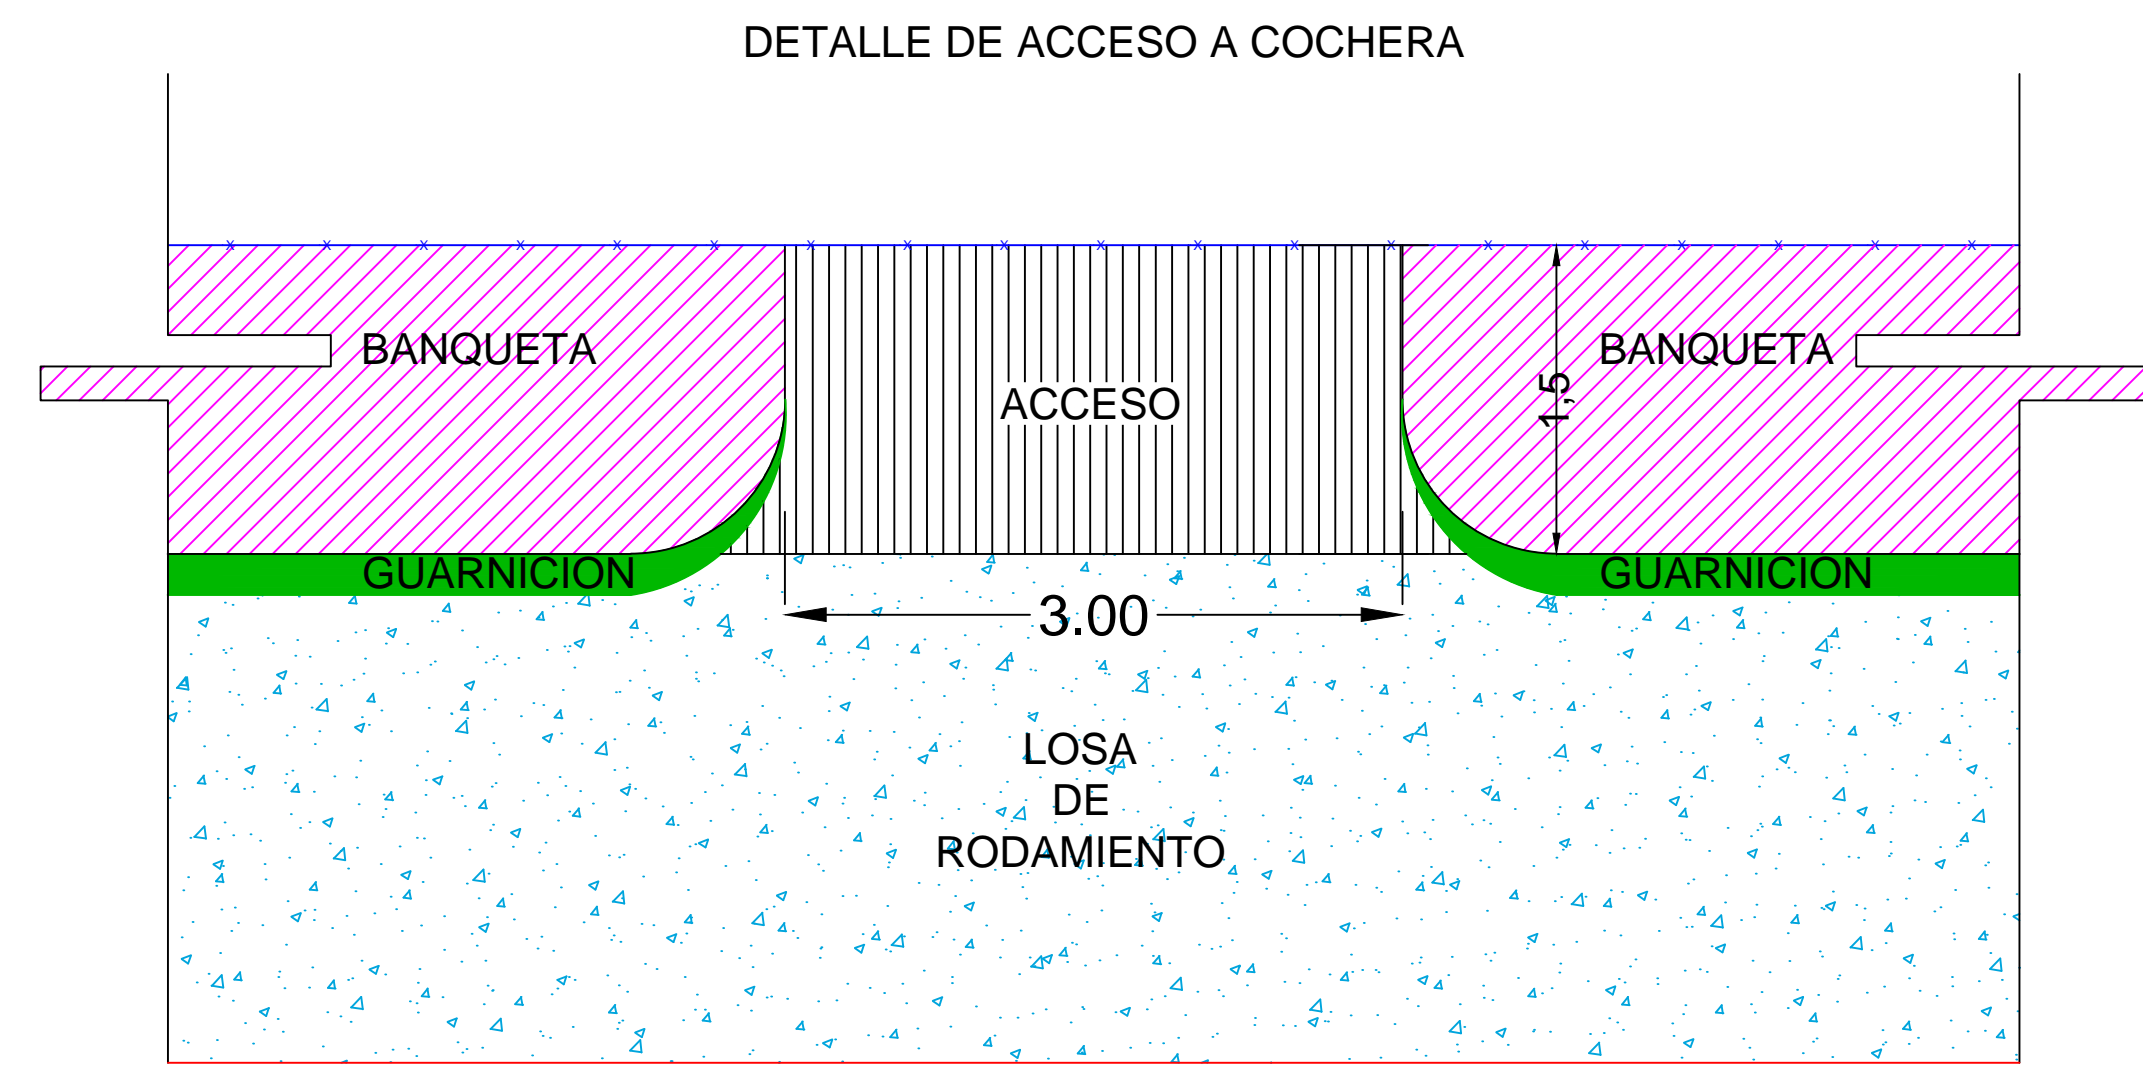 DETALLE DE ACCESO A COCHERA
BANQUETA
BANQUETA
ACCESO
1,5
GUARNICION
GUARNICION
3.00
LOSA
DE
RODAMIENTO